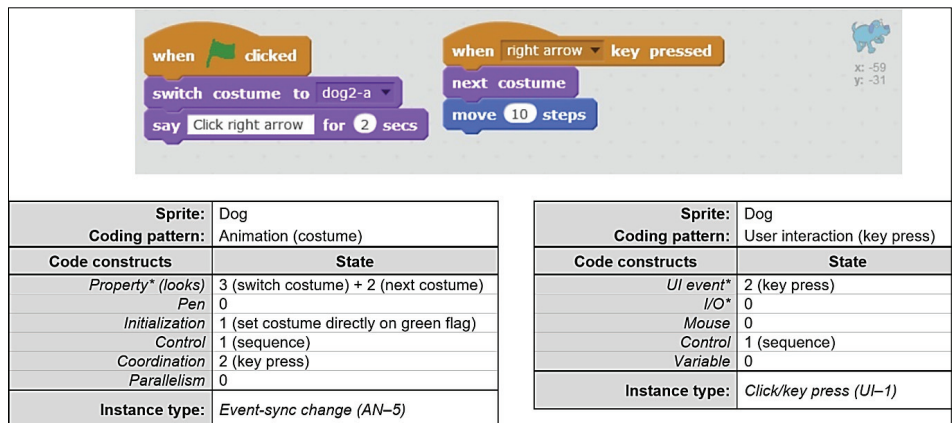 when clicked
switch costume to dog2-a
say Click right arrow for 2 secs
when right arrow key pressed
next costume
move 10 steps
x: -59
y: -31
Sprite: Dog
Coding pattern: Animation (costume)
Code constructs State
Property* (looks) 3 (switch costume) + 2 (next costume)
Pen 0
Initialization 1 (set costume directly on green flag)
Control 1 (sequence)
Coordination 2 (key press)
Parallelism 0
Instance type: Event-sync change (AN–5)
Sprite: Dog
Coding pattern: User interaction (key press)
Code constructs State
UI event* 2 (key press)
I/O* 0
Mouse 0
Control 1 (sequence)
Variable 0
Instance type: Click/key press (UI–1)